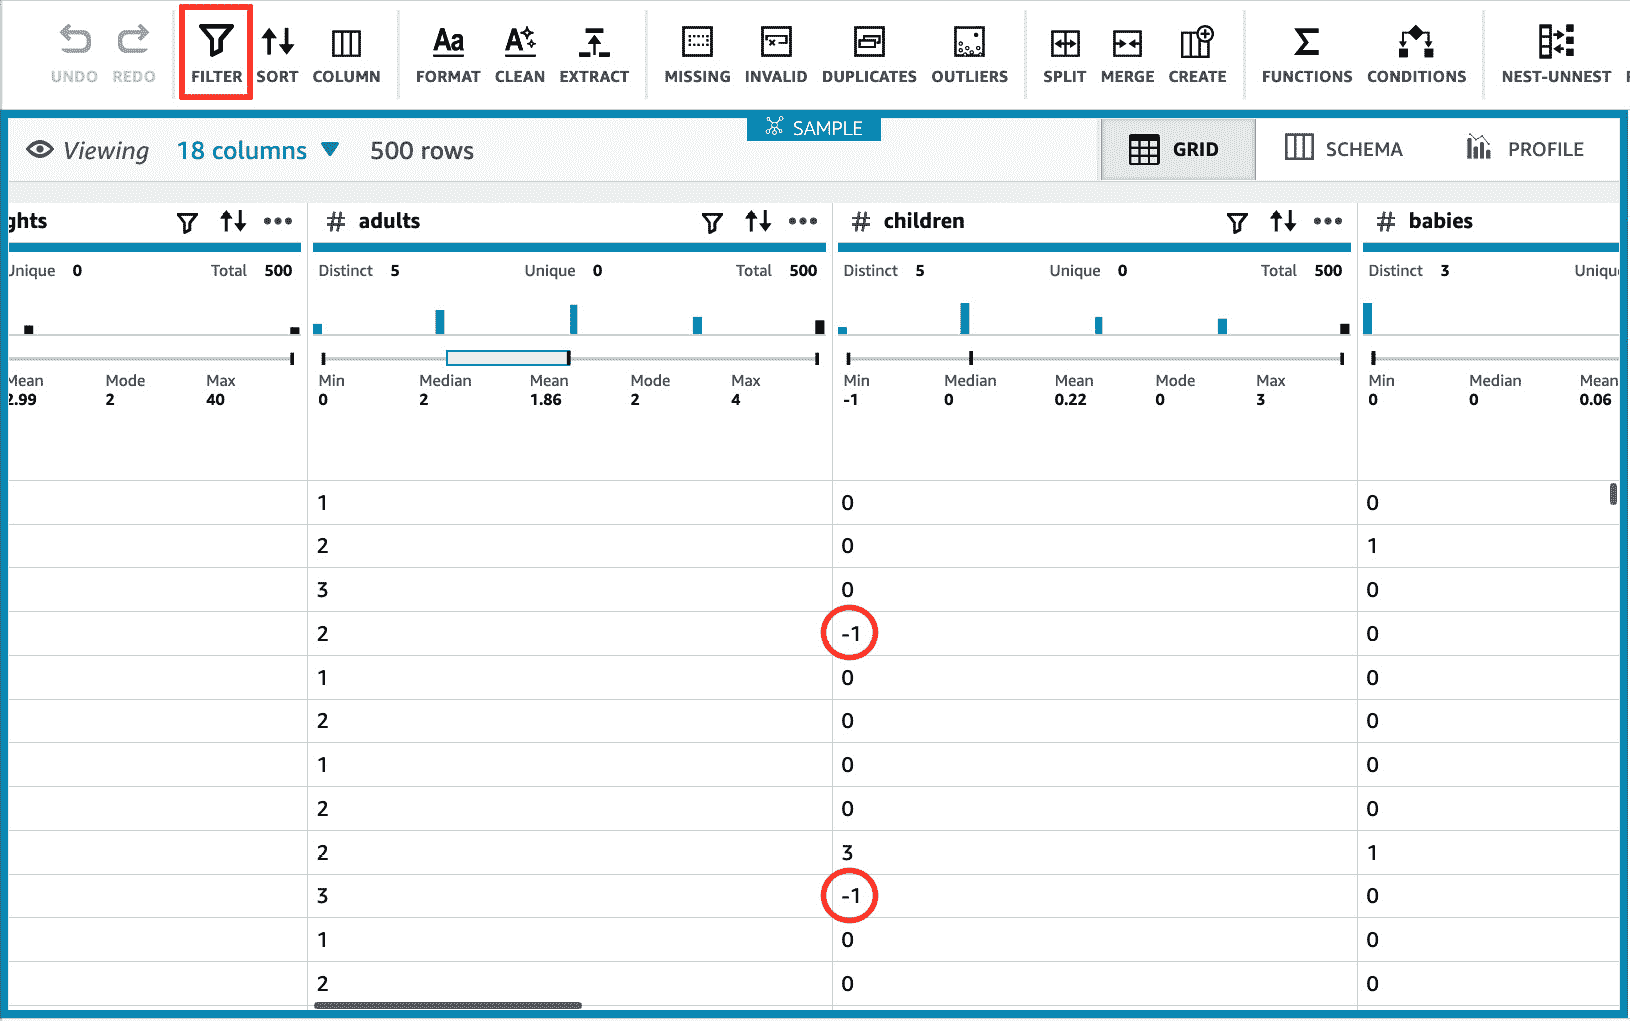 UNDO REDO FILTER SORT COLUMN FORMAT CLEAN EXTRACT MISSING INVALID DUPLICATES OUTLIERS SPLIT MERGE CREATE FUNCTIONS CONDITIONS NEST-UNNEST
SAMPLE
Viewing 18 columns 500 rows GRID SCHEMA PROFILE
ghts # adults # children # babies
Unique 0 Total 500 Distinct 5 Unique 0 Total 500 Distinct 5 Unique 0 Total 500 Distinct 3 Uniqu
Mean Mode Max Min Median Mean Mode Max Min Median Mean Mode Max Min Median Mean
2.99 2 40 0 2 1.86 2 4 -1 0 0.22 0 3 0 0 0.06
1 0 0
2 0 1
3 0 0
2 -1 0
1 0 0
2 0 0
1 0 0
2 0 0
2 3 1
3 -1 0
1 0 0
2 0 0